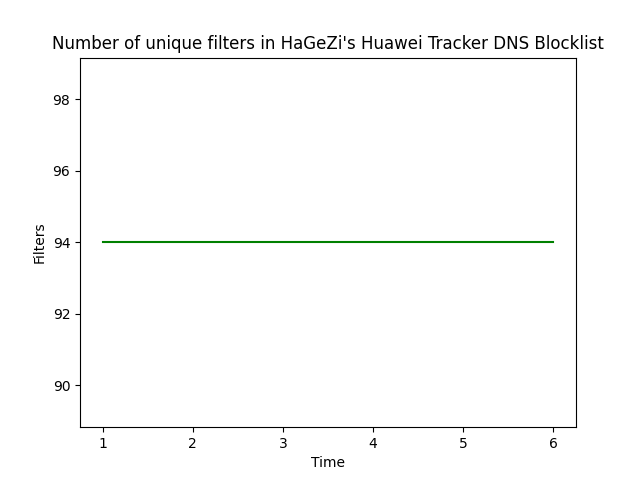 Number of unique filters in HaGeZi's Huawei Tracker DNS Blocklist
98
96
94
92
90
Filters
1 2 3 4 5 6
Time